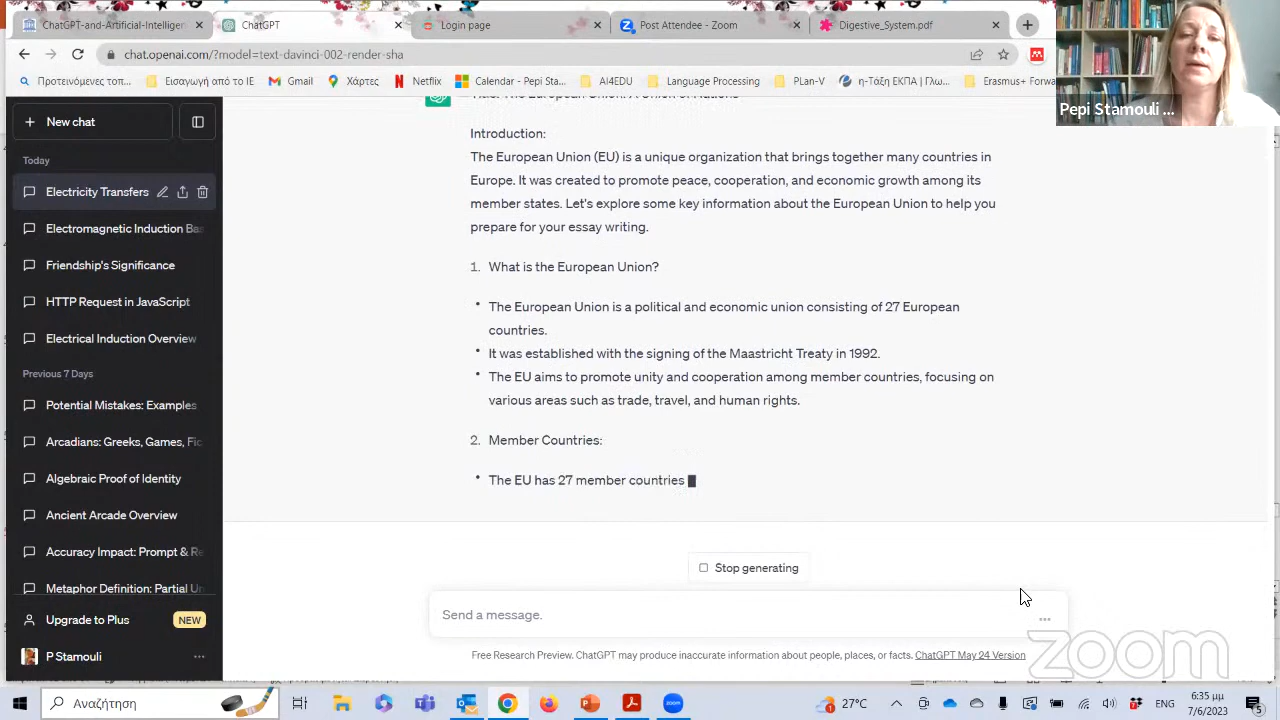 ChatGPT-and-Artificial-Intelligen
ChatGPT
Login page
Post Attendee - Zoom
Digestive_System.pdf
chat.openai.com/?model=text-davinci-002-render-sha
Προτεινόμενες τοπ...
Εισαγωγή από το IE
Gmail
Χάρτες
Netflix
Calendar - Pepi Sta...
AI4EDU
Language Processing
PLan-V
η-Τάξη ΕΚΠΑ | Γλω...
Erasmus+ Forwa
Pepi Stamouli ...
New chat
Today
Electricity Transfers
Electromagnetic Induction Bas
Friendship's Significance
HTTP Request in JavaScript
Electrical Induction Overview
Previous 7 Days
Potential Mistakes: Examples
Arcadians: Greeks, Games, Fic
Algebraic Proof of Identity
Ancient Arcade Overview
Accuracy Impact: Prompt & Re
Metaphor Definition: Partial Un
Upgrade to Plus
NEW
P Stamouli
Title: The European Union: A Union of Nations
Introduction:
The European Union (EU) is a unique organization that brings together many countries in
Europe. It was created to promote peace, cooperation, and economic growth among its
member states. Let's explore some key information about the European Union to help you
prepare for your essay writing.
1. What is the European Union?
• The European Union is a political and economic union consisting of 27 European
countries.
• It was established with the signing of the Maastricht Treaty in 1992.
• The EU aims to promote unity and cooperation among member countries, focusing on
various areas such as trade, travel, and human rights.
2. Member Countries:
• The EU has 27 member countries
Stop generating
Send a message.
Free Research Preview. ChatGPT may produce inaccurate information about people, places, or facts. ChatGPT May 24 Version
zoom
Αναζήτηση
27°C
6:35 μμ
7/6/2023
5